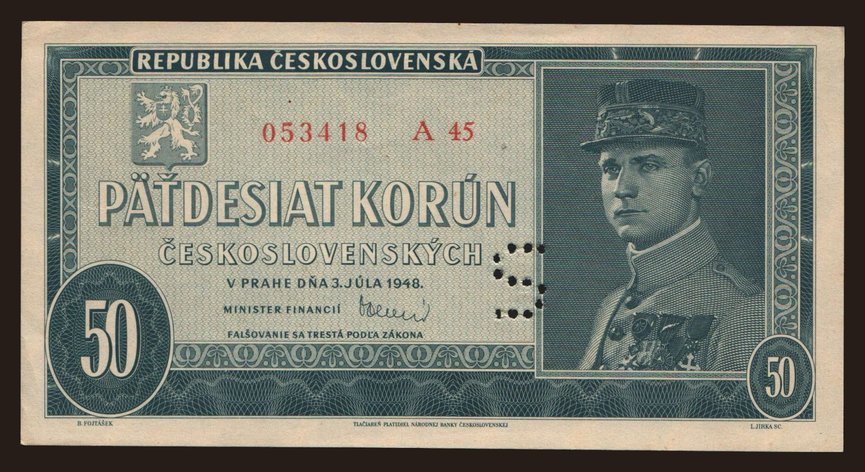 REPUBLIKA ČESKOSLOVENSKÁ
053418 A 45
PÄŤDESIAT KORÚN
ČESKOSLOVENSKÝCH
V PRAHE DŇA 3. JÚLA 1948.
MINISTER FINANCIÍ
FALŠOVANIE SA TRESTÁ PODĽA ZÁKONA
50
50
B. FOJTÁŠEK
TLAČIAREŇ PLATIDIEL NÁRODNEJ BANKY ČESKOSLOVENSKEJ
L. JIRKA SC.
S